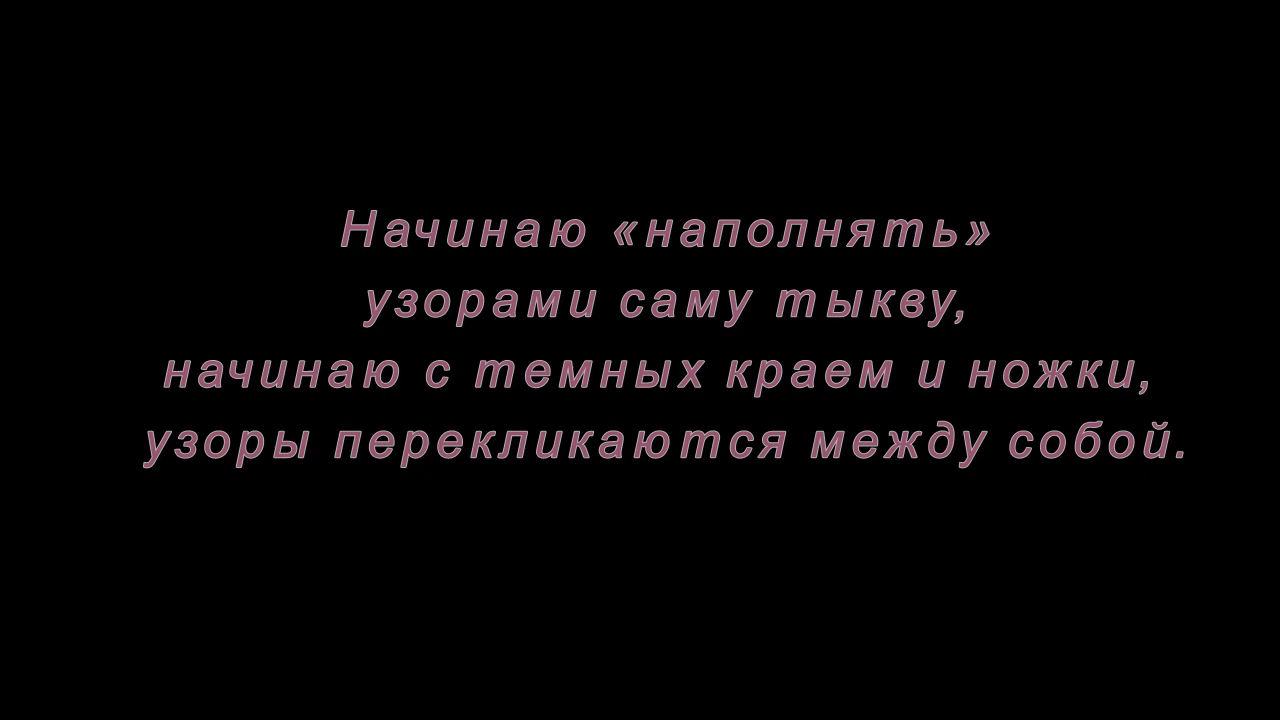 Начинаю «наполнять»
узорами саму тыкву,
начинаю с темных краем и ножки,
узоры перекликаются между собой.